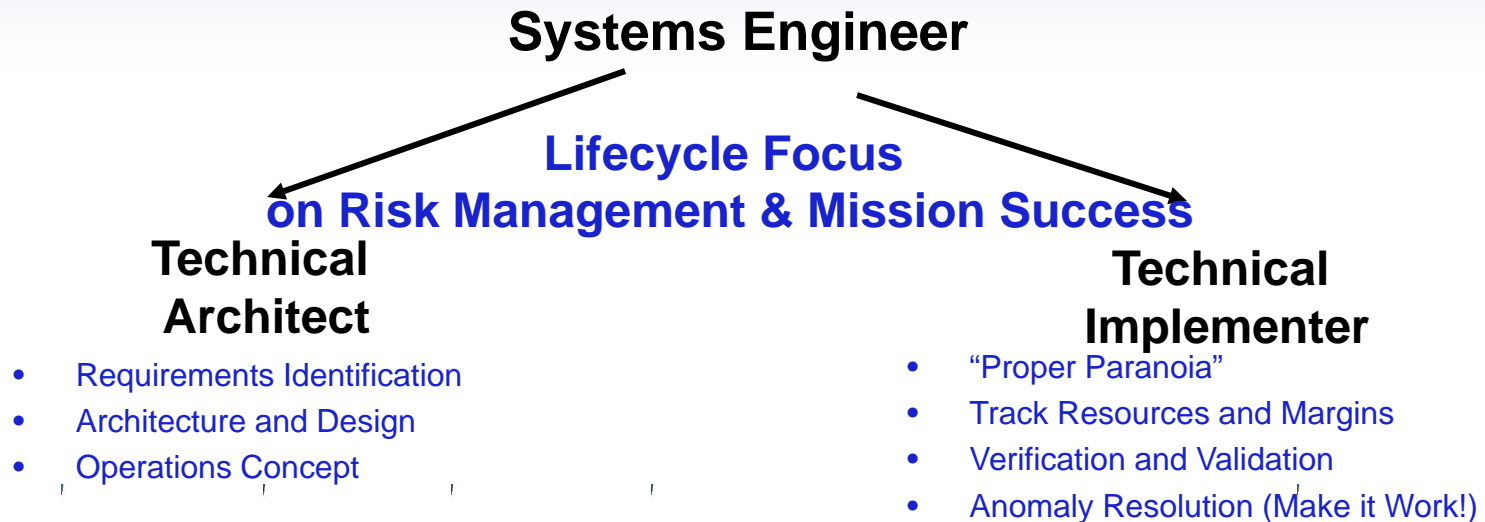 Systems Engineer
Lifecycle Focus
on Risk Management & Mission Success
Technical
Architect
• Requirements Identification
• Architecture and Design
• Operations Concept
Technical
Implementer
• “Proper Paranoia”
• Track Resources and Margins
• Verification and Validation
• Anomaly Resolution (Make it Work!)